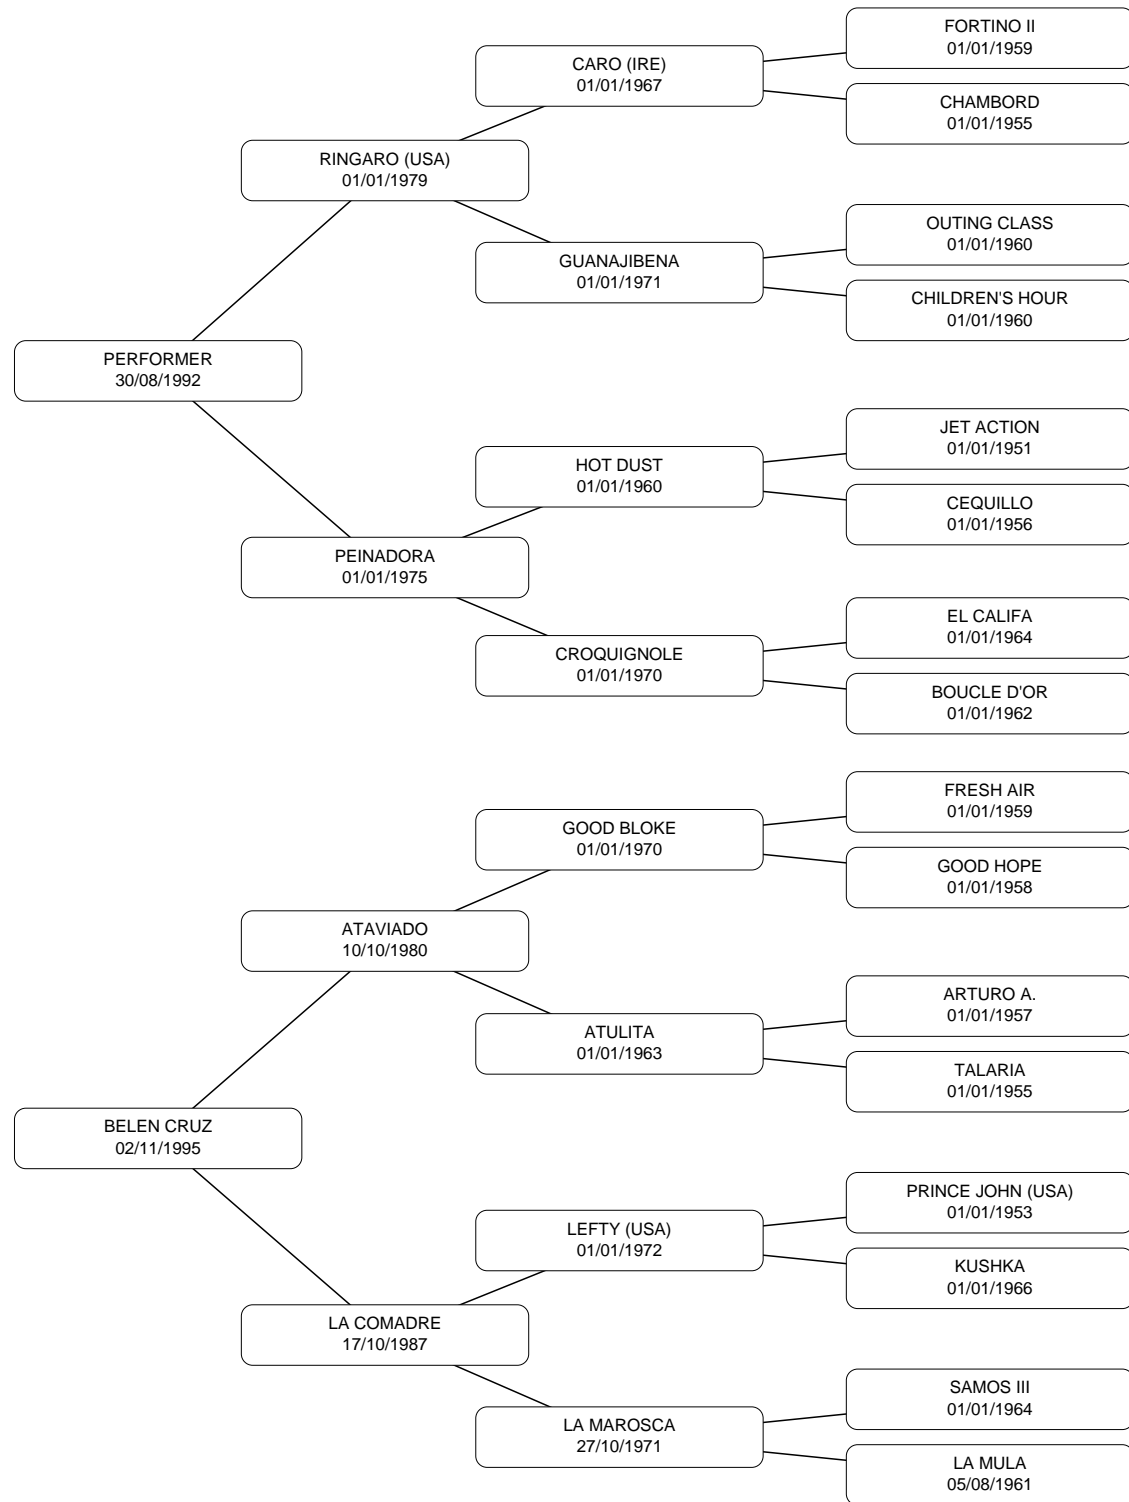 FORTINO II
01/01/1959
CARO (IRE)
01/01/1967
CHAMBORD
01/01/1955
RINGARO (USA)
01/01/1979
OUTING CLASS
01/01/1960
GUANAJIBENA
01/01/1971
CHILDREN'S HOUR
01/01/1960
PERFORMER
30/08/1992
JET ACTION
01/01/1951
HOT DUST
01/01/1960
CEQUILLO
01/01/1956
PEINADORA
01/01/1975
EL CALIFA
01/01/1964
CROQUIGNOLE
01/01/1970
BOUCLE D'OR
01/01/1962
FRESH AIR
01/01/1959
GOOD BLOKE
01/01/1970
GOOD HOPE
01/01/1958
ATAVIADO
10/10/1980
ARTURO A.
01/01/1957
ATULITA
01/01/1963
TALARIA
01/01/1955
BELEN CRUZ
02/11/1995
PRINCE JOHN (USA)
01/01/1953
LEFTY (USA)
01/01/1972
KUSHKA
01/01/1966
LA COMADRE
17/10/1987
SAMOS III
01/01/1964
LA MAROSCA
27/10/1971
LA MULA
05/08/1961